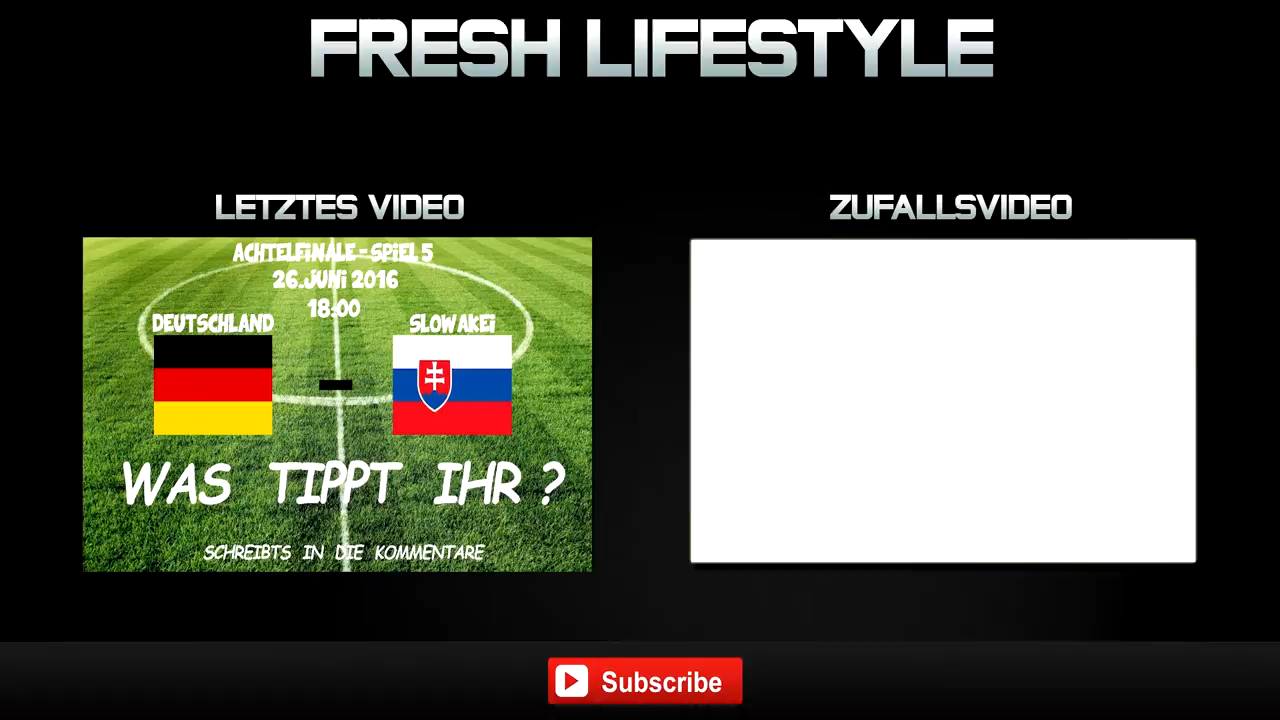 FRESH LIFESTYLE
LETZTES VIDEO
ACHTELFINALE - SPIEL 5
26.JUNI 2016
18:00
DEUTSCHLAND
SLOWAKEI
-
WAS TIPPT IHR ?
SCHREIBTS IN DIE KOMMENTARE
ZUFALLSVIDEO
Subscribe